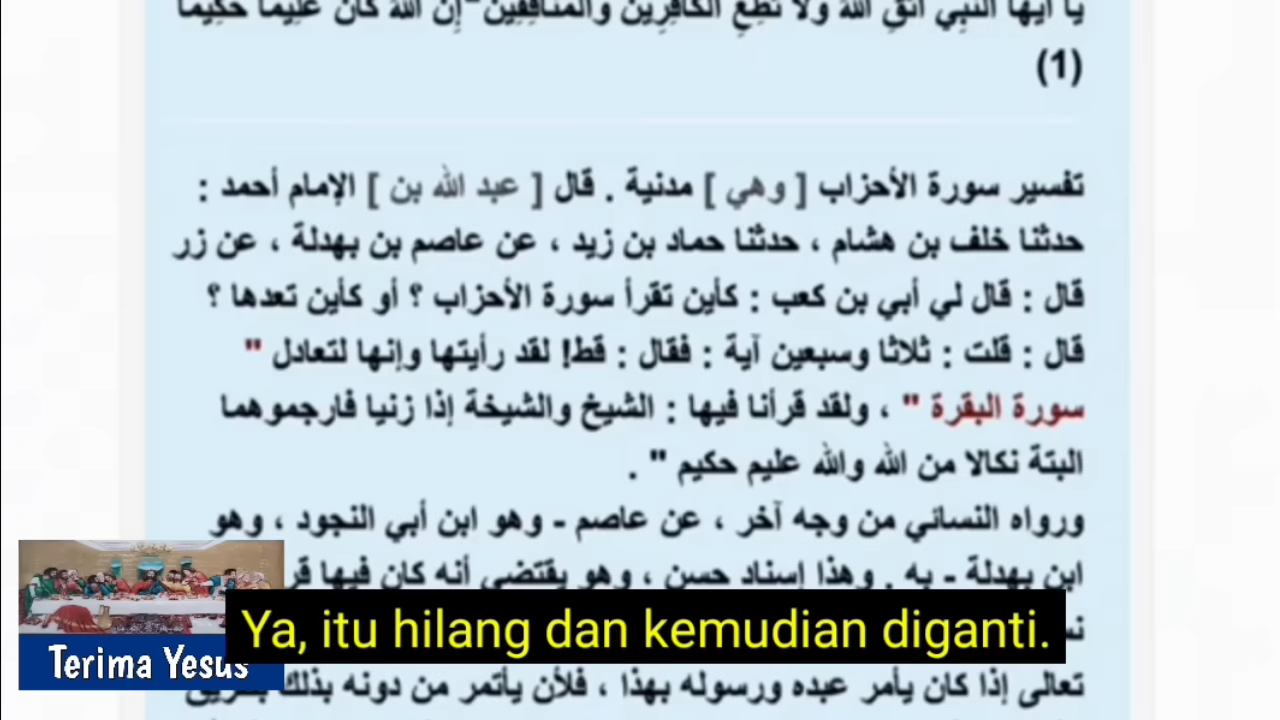 يا أيها النبي اتق الله ولا تطع الكافرين والمنافقين إن الله كان عليما حكيما
(1)
تفسير سورة الأحزاب [ وهي ] مدنية . قال [ عبد الله بن ] الإمام أحمد :
حدثنا خلف بن هشام ، حدثنا حماد بن زيد ، عن عاصم بن بهدلة ، عن زر
قال : قال لي أبي بن كعب : كأين تقرأ سورة الأحزاب ؟ أو كأين تعدها ؟
قال : قلت : ثلاثا وسبعين آية : فقال : قط! لقد رأيتها وإنها لتعادل "
سورة البقرة " ، ولقد قرأنا فيها : الشيخ والشيخة إذا زنيا فارجموهما
البتة نكالا من الله والله عليم حكيم " .
ورواه النسائي من وجه آخر ، عن عاصم - وهو ابن أبي النجود ، وهو
ابن بهدلة - به . وهذا إسناد حسن ، وهو يقتضي أنه كان فيها
Ya, itu hilang dan kemudian diganti.
Terima Yesus
تعالى إذا كان يأمر عبده ورسوله بهذا ، فلأن يأتمر من دونه بذلك